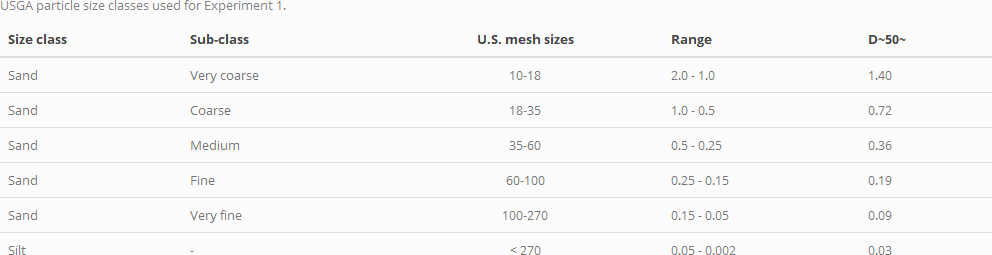 USGA particle size classes used for Experiment 1.
Size class Sub-class U.S. mesh sizes Range D~50~
Sand Very coarse 10-18 2.0 - 1.0 1.40
Sand Coarse 18-35 1.0 - 0.5 0.72
Sand Medium 35-60 0.5 - 0.25 0.36
Sand Fine 60-100 0.25 - 0.15 0.19
Sand Very fine 100-270 0.15 - 0.05 0.09
Silt - < 270 0.05 - 0.002 0.03